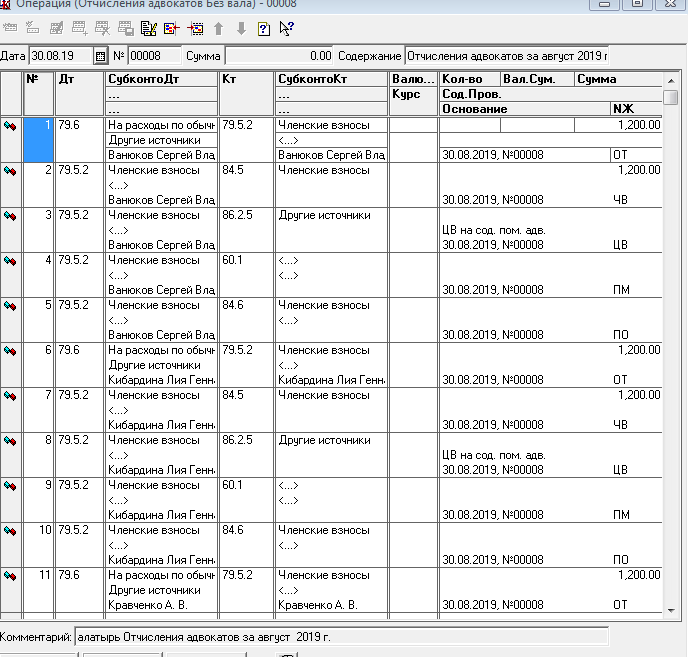 Операция (Отчисления адвокатов Без вала) - 00008
Дата 30.08.19 № 00008 Сумма 0.00 Содержание Отчисления адвокатов за август 2019 г
№ Дт СубконтоДт Кт СубконтоКт Валю... Кол-во Вал.Сум. Сумма
... ... Курс Сод.Пров.
... ... Основание NЖ
1 79.6 На расходы по обычн 79.5.2 Членские взносы 1,200.00
Другие источники <...>
Ванюков Сергей Вла Ванюков Сергей Влад 30.08.2019, №00008 ОТ
2 79.5.2 Членские взносы 84.5 Членские взносы 1,200.00
<...>
Ванюков Сергей Вла 30.08.2019, №00008 ЧВ
3 79.5.2 Членские взносы 86.2.5 Другие источники
<...> ЦВ на сод. пом. адв.
Ванюков Сергей Вла 30.08.2019, №00008 ЦВ
4 79.5.2 Членские взносы 60.1 <...>
<...> <...>
Ванюков Сергей Вла 30.08.2019, №00008 ПМ
5 79.5.2 Членские взносы 84.6 Членские взносы
<...> <...>
Ванюков Сергей Вла 30.08.2019, №00008 ПО
6 79.6 На расходы по обычн 79.5.2 Членские взносы 1,200.00
Другие источники <...>
Кибардина Лия Генн Кибардина Лия Генна 30.08.2019, №00008 ОТ
7 79.5.2 Членские взносы 84.5 Членские взносы 1,200.00
<...>
Кибардина Лия Генн 30.08.2019, №00008 ЧВ
8 79.5.2 Членские взносы 86.2.5 Другие источники
<...> ЦВ на сод. пом. адв.
Кибардина Лия Генн 30.08.2019, №00008 ЦВ
9 79.5.2 Членские взносы 60.1 <...>
<...> <...>
Кибардина Лия Генн 30.08.2019, №00008 ПМ
10 79.5.2 Членские взносы 84.6 Членские взносы
<...> <...>
Кибардина Лия Генн 30.08.2019, №00008 ПО
11 79.6 На расходы по обычн 79.5.2 Членские взносы 1,200.00
Другие источники <...>
Кравченко А. В. Кравченко А. В. 30.08.2019, №00008 ОТ
Комментарий: алатырь Отчисления адвокатов за август 2019 г.